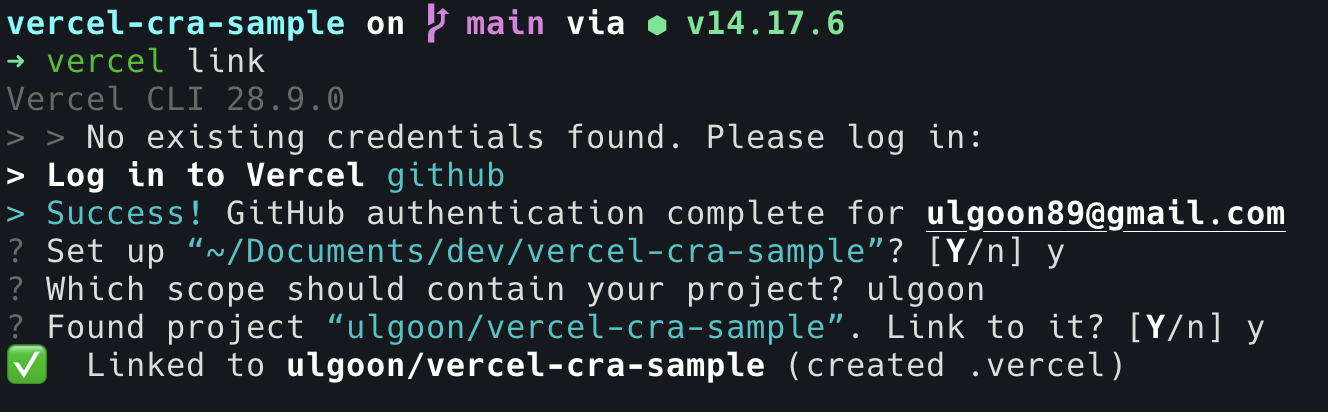 vercel-cra-sample on main via v14.17.6
➜ vercel link
Vercel CLI 28.9.0
> > No existing credentials found. Please log in:
> Log in to Vercel github
> Success! GitHub authentication complete for ulgoon89@gmail.com
? Set up “~/Documents/dev/vercel-cra-sample”? [Y/n] y
? Which scope should contain your project? ulgoon
? Found project “ulgoon/vercel-cra-sample”. Link to it? [Y/n] y
✅ Linked to ulgoon/vercel-cra-sample (created .vercel)